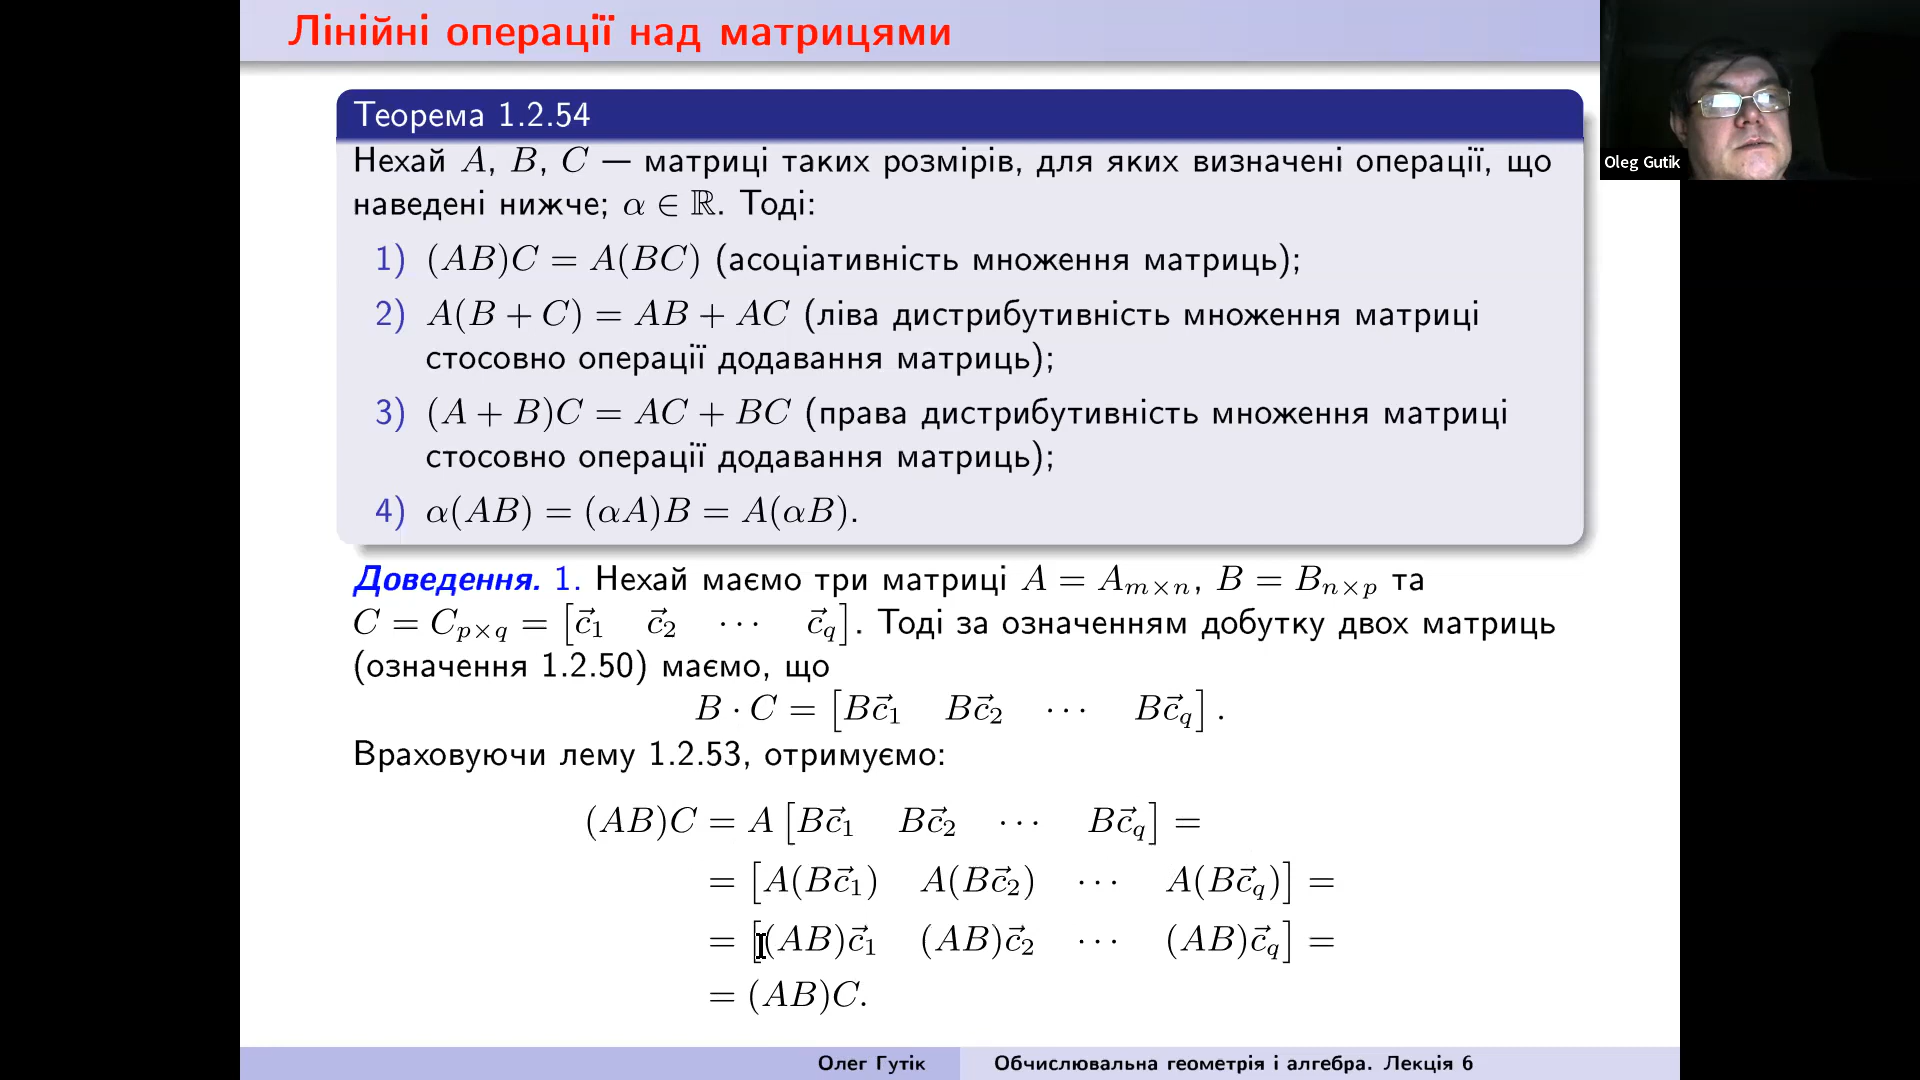 Лінійні операції над матрицями
Теорема 1.2.54
Нехай A, B, C — матриці таких розмірів, для яких визначені операції, що
наведені нижче; α ∈ ℝ. Тоді:
1) (AB)C = A(BC) (асоціативність множення матриць);
2) A(B + C) = AB + AC (ліва дистрибутивність множення матриці
стосовно операції додавання матриць);
3) (A + B)C = AC + BC (права дистрибутивність множення матриці
стосовно операції додавання матриць);
4) α(AB) = (αA)B = A(αB).
Доведення. 1. Нехай маємо три матриці A = A_{m×n}, B = B_{n×p} та
C = C_{p×q} = [c⃗₁ c⃗₂ ⋯ c⃗_q]. Тоді за означенням добутку двох матриць
(означення 1.2.50) маємо, що
B · C = [Bc⃗₁ Bc⃗₂ ⋯ Bc⃗_q].
Враховуючи лему 1.2.53, отримуємо:
(AB)C = A [Bc⃗₁ Bc⃗₂ ⋯ Bc⃗_q] =
= [A(Bc⃗₁) A(Bc⃗₂) ⋯ A(Bc⃗_q)] =
= [(AB)c⃗₁ (AB)c⃗₂ ⋯ (AB)c⃗_q] =
= (AB)C.
Олег Гутік Обчислювальна геометрія і алгебра. Лекція 6
Oleg Gutik